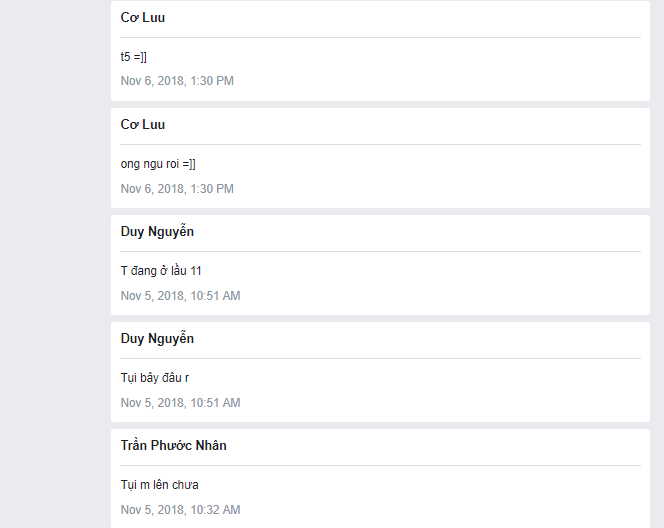 Cơ Luu
t5 =]]
Nov 6, 2018, 1:30 PM
Cơ Luu
ong ngu roi =]]
Nov 6, 2018, 1:30 PM
Duy Nguyễn
T đang ở lầu 11
Nov 5, 2018, 10:51 AM
Duy Nguyễn
Tụi bây đâu r
Nov 5, 2018, 10:51 AM
Trần Phước Nhân
Tụi m lên chưa
Nov 5, 2018, 10:32 AM